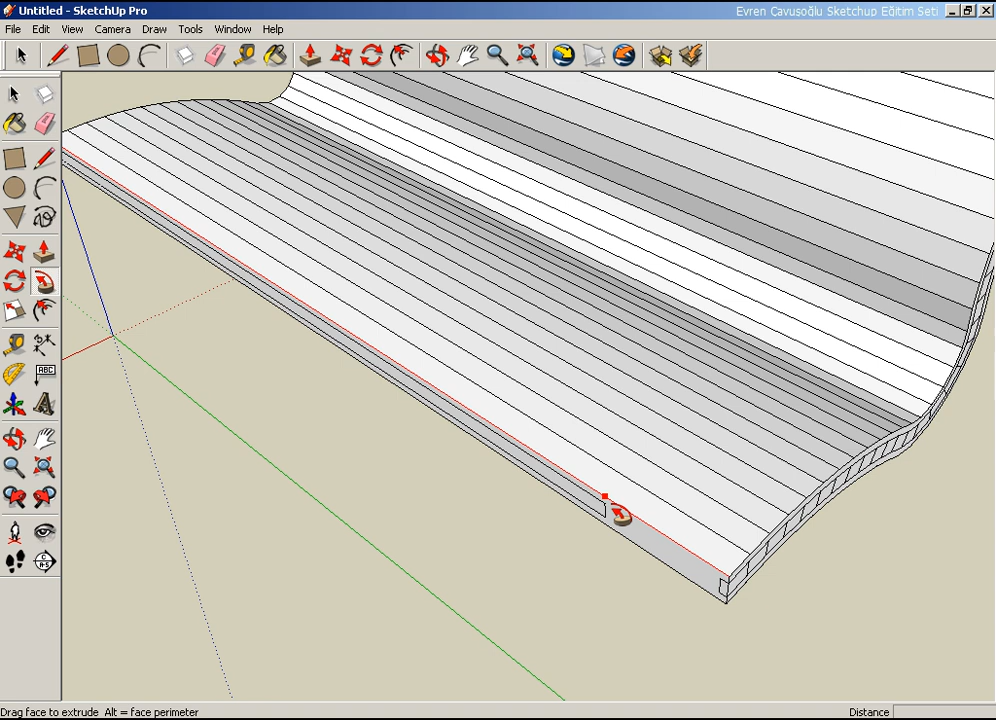 Untitled - SketchUp Pro
Evren Çavuşoğlu Sketchup Eğitim Seti
File Edit View Camera Draw Tools Window Help
ABC
A
Drag face to extrude Alt = face perimeter
Distance